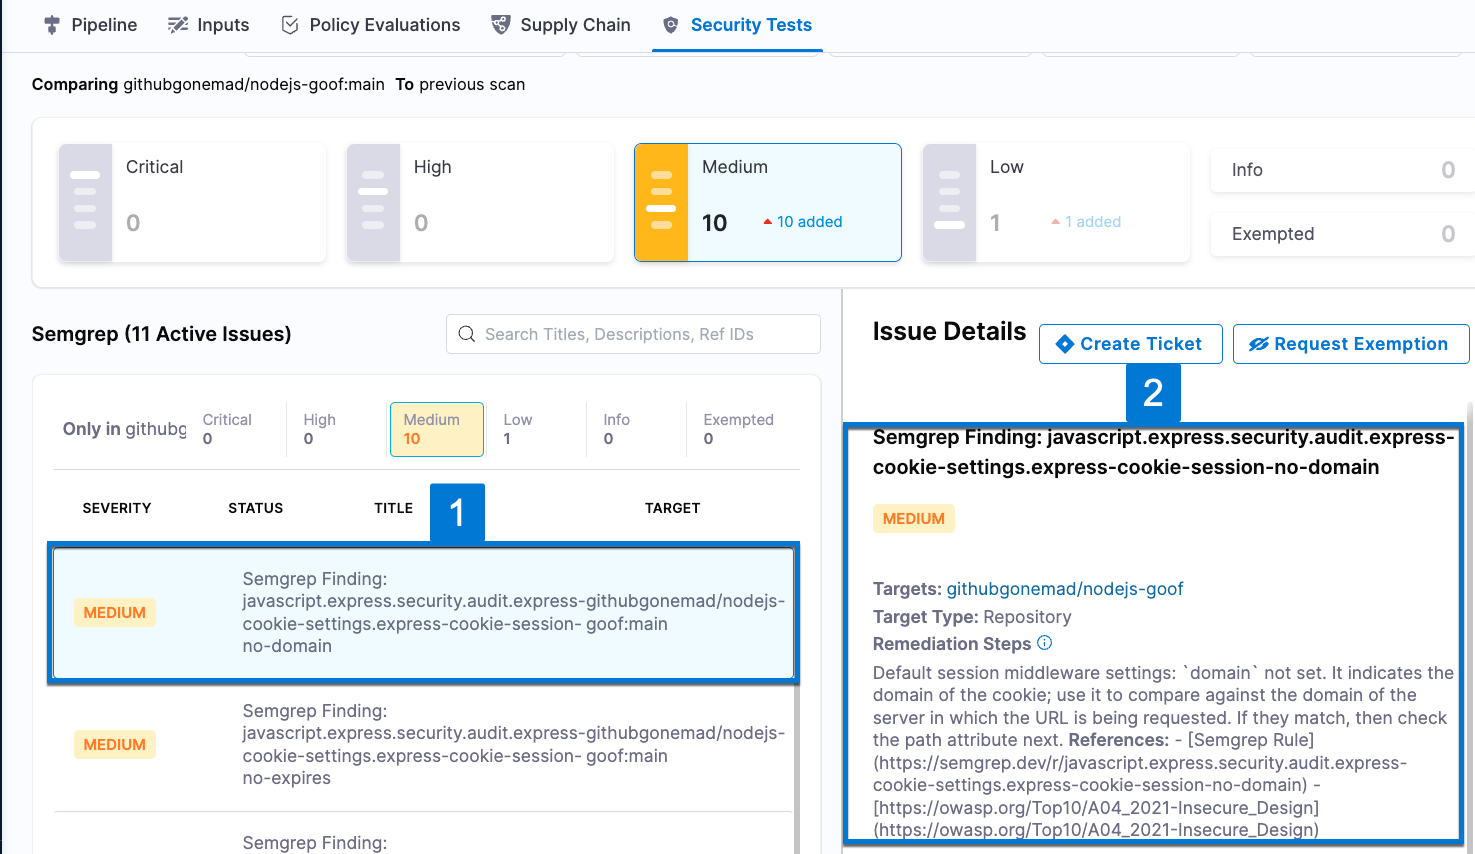 Pipeline Inputs Policy Evaluations Supply Chain Security Tests
Comparing githubgonemad/nodejs-goof:main To previous scan
Critical
0
High
0
Medium
10 10 added
Low
1 1 added
Info 0
Exempted 0
Semgrep (11 Active Issues)
Search Titles, Descriptions, Ref IDs
Only in githubg
Critical
0
High
0
Medium
10
Low
1
Info
0
Exempted
0
SEVERITY STATUS TITLE TARGET
1
MEDIUM
Semgrep Finding:
javascript.express.security.audit.express-githubgonemad/nodejs-
cookie-settings.express-cookie-session- goof:main
no-domain
MEDIUM
Semgrep Finding:
javascript.express.security.audit.express-githubgonemad/nodejs-
cookie-settings.express-cookie-session- goof:main
no-expires
Semgrep Finding:
Issue Details
Create Ticket
Request Exemption
2
Semgrep Finding: javascript.express.security.audit.express-
cookie-settings.express-cookie-session-no-domain
MEDIUM
Targets: githubgonemad/nodejs-goof
Target Type: Repository
Remediation Steps
Default session middleware settings: `domain` not set. It indicates the
domain of the cookie; use it to compare against the domain of the
server in which the URL is being requested. If they match, then check
the path attribute next. References: - [Semgrep Rule]
(https://semgrep.dev/r/javascript.express.security.audit.express-
cookie-settings.express-cookie-session-no-domain) -
[https://owasp.org/Top10/A04_2021-Insecure_Design]
(https://owasp.org/Top10/A04_2021-Insecure_Design)